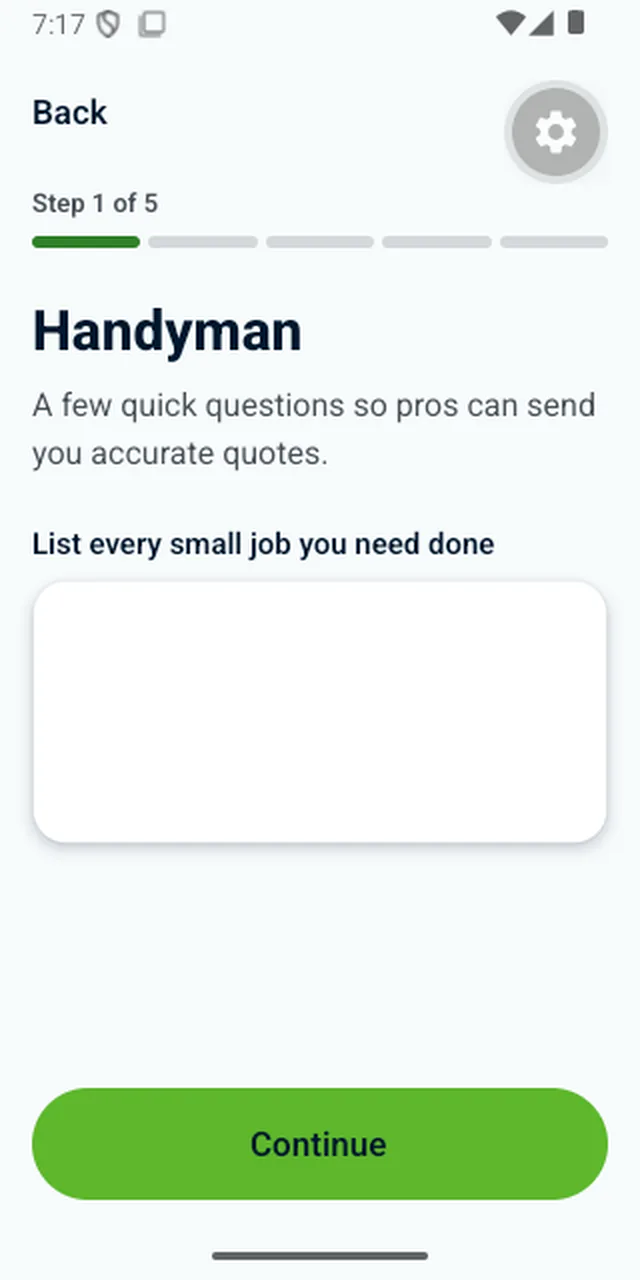 7:17
Back
Step 1 of 5
Handyman
A few quick questions so pros can send
you accurate quotes.
List every small job you need done
Continue